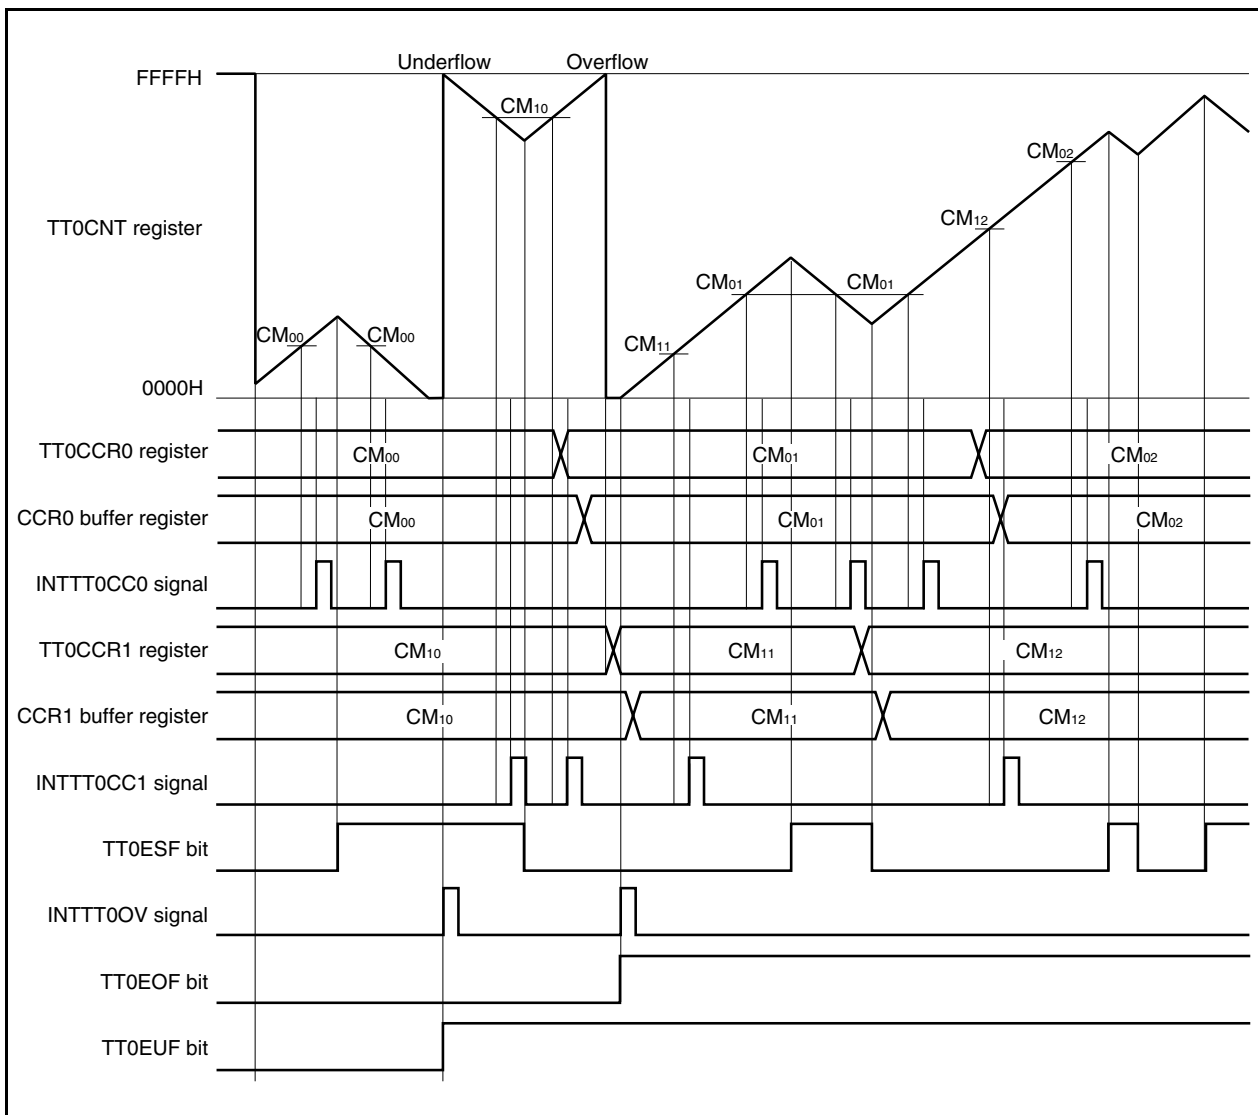 Underflow Overflow
FFFFH
CM10
CM02
TT0CNT register
CM12
CM01 CM01
CM00 CM00
CM11
0000H
TT0CCR0 register CM00 CM01 CM02
CCR0 buffer register CM00 CM01 CM02
INTTT0CC0 signal
TT0CCR1 register CM10 CM11 CM12
CCR1 buffer register CM10 CM11 CM12
INTTT0CC1 signal
TT0ESF bit
INTTT0OV signal
TT0EOF bit
TT0EUF bit